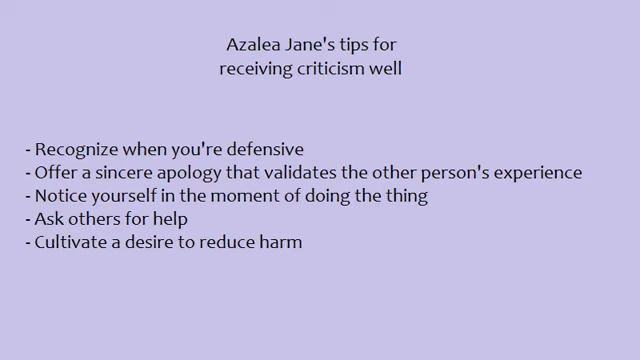 Azalea Jane's tips for
receiving criticism well
- Recognize when you're defensive
- Offer a sincere apology that validates the other person's experience
- Notice yourself in the moment of doing the thing
- Ask others for help
- Cultivate a desire to reduce harm